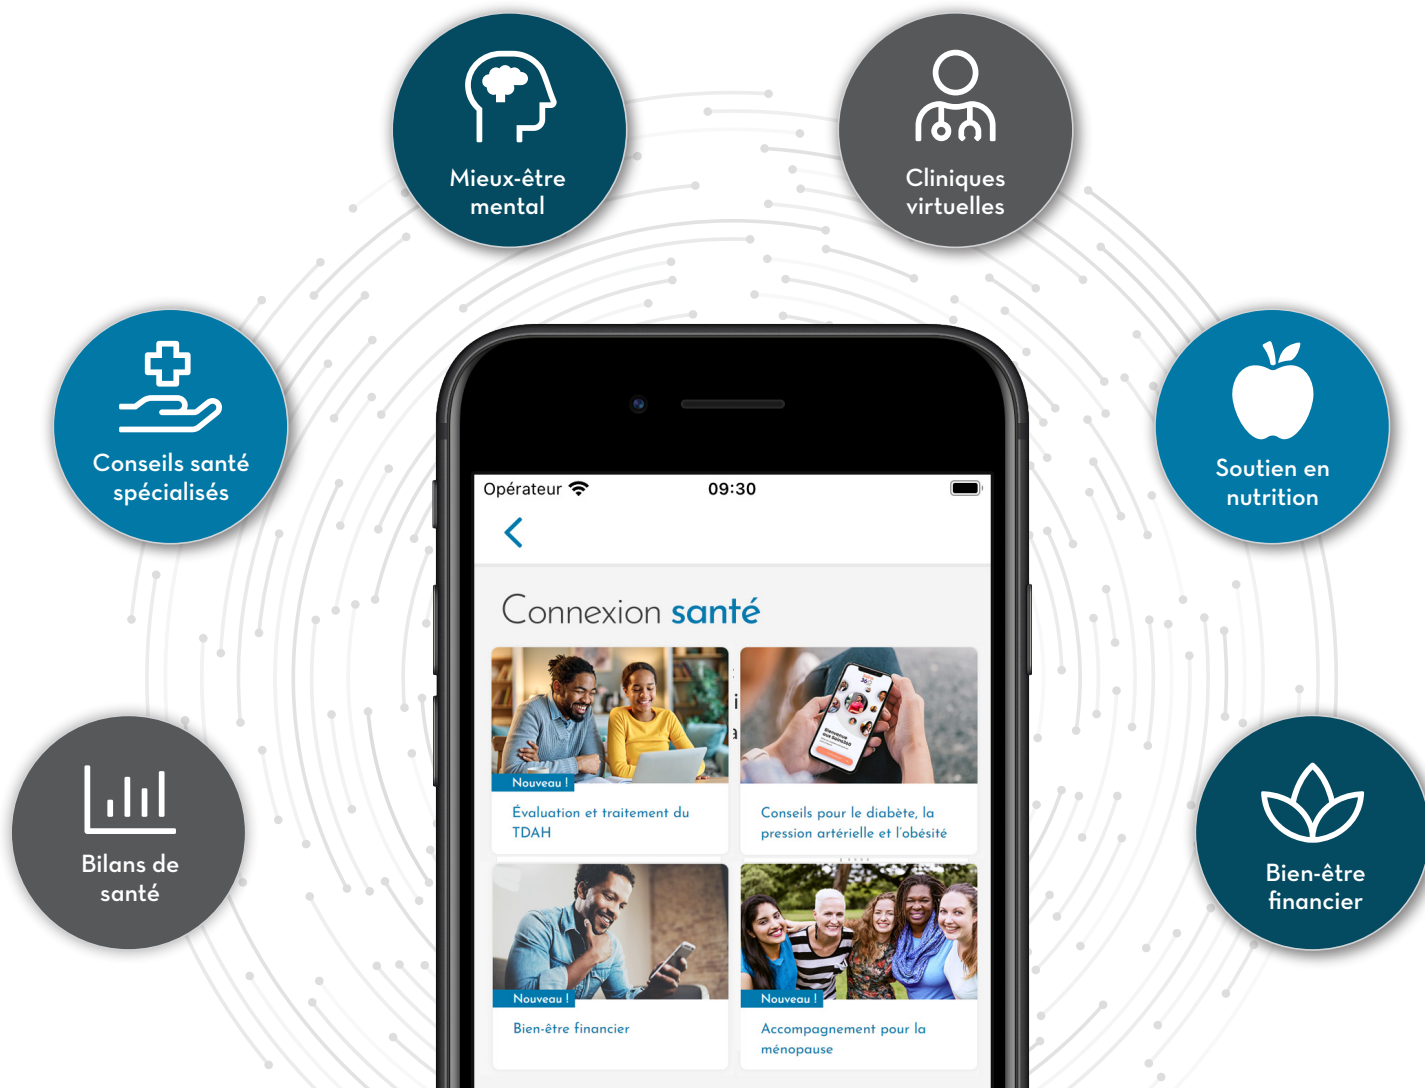 Mieux-être
mental
Cliniques
virtuelles
Conseils santé
spécialisés
Soutien en
nutrition
Bilans de
santé
Bien-être
financier
Opérateur
09:30
Connexion santé
Nouveau !
Évaluation et traitement du
TDAH
360
Bienvenue
Conseils pour le diabète, la
pression artérielle et l'obésité
Nouveau !
Bien-être financier
Nouveau !
Accompagnement pour la
ménopause